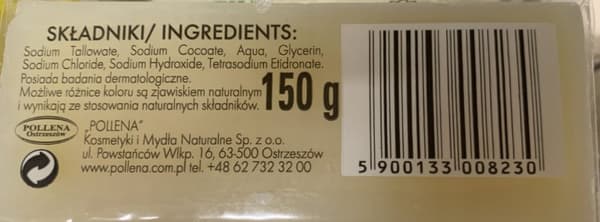 SKŁADNIKI/ INGREDIENTS:
Sodium Tallowate, Sodium Cocoate, Aqua, Glycerin,
Sodium Chloride, Sodium Hydroxide, Tetrasodium Etidronate.
Posiada badania dermatologiczne.
Możliwe różnice koloru są zjawiskiem naturalnym
i wynikają ze stosowania naturalnych składników.
150 g
POLLENA
Ostrzeszów
„POLLENA"
Kosmetyki i Mydła Naturalne Sp. z o.o.
ul. Powstańców Wlkp. 16, 63-500 Ostrzeszów
www.pollena.com.pl tel. +48 62 732 32 00
5 900133 008230